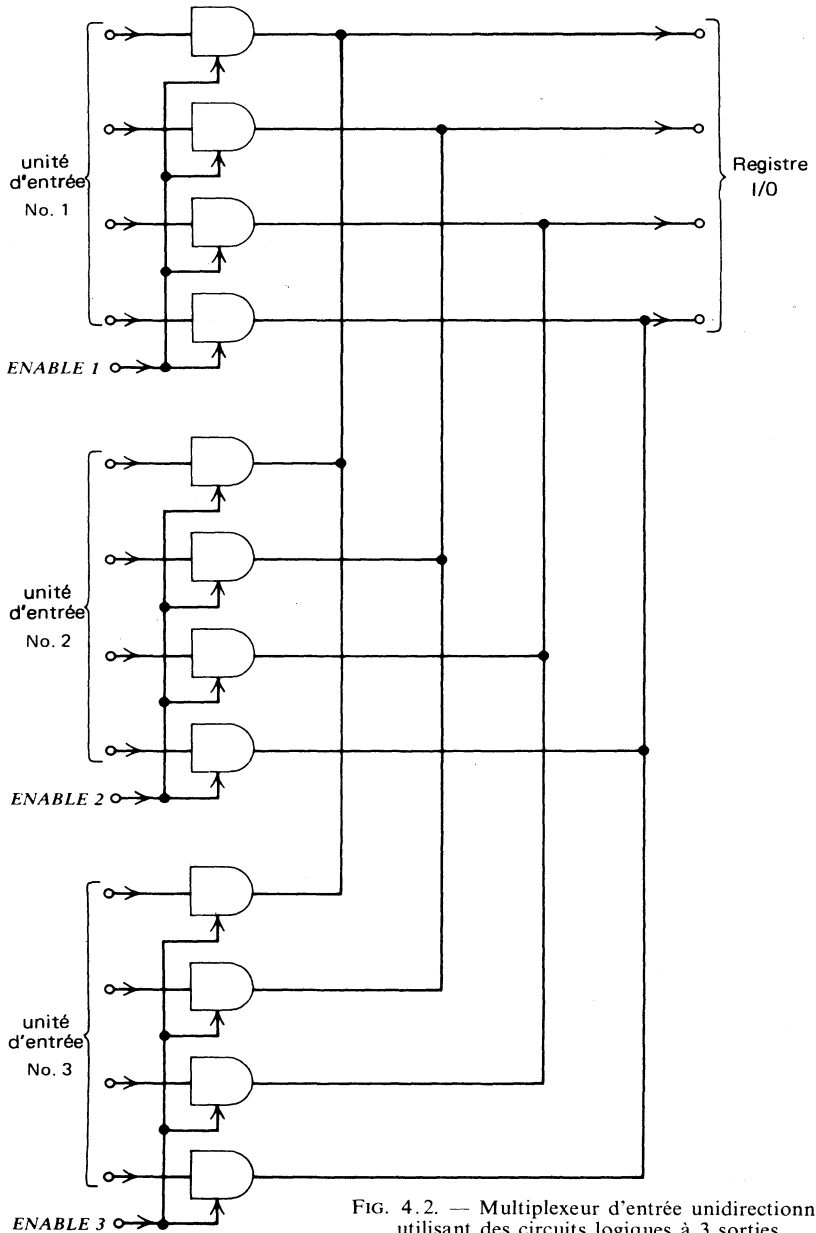 unité
d'entrée
No. 1
Registre
I/O
ENABLE 1
unité
d'entrée
No. 2
ENABLE 2
unité
d'entrée
No. 3
ENABLE 3
FIG. 4.2. — Multiplexeur d'entrée unidirectionn
utilisant des circuits logiques à 3 sorties